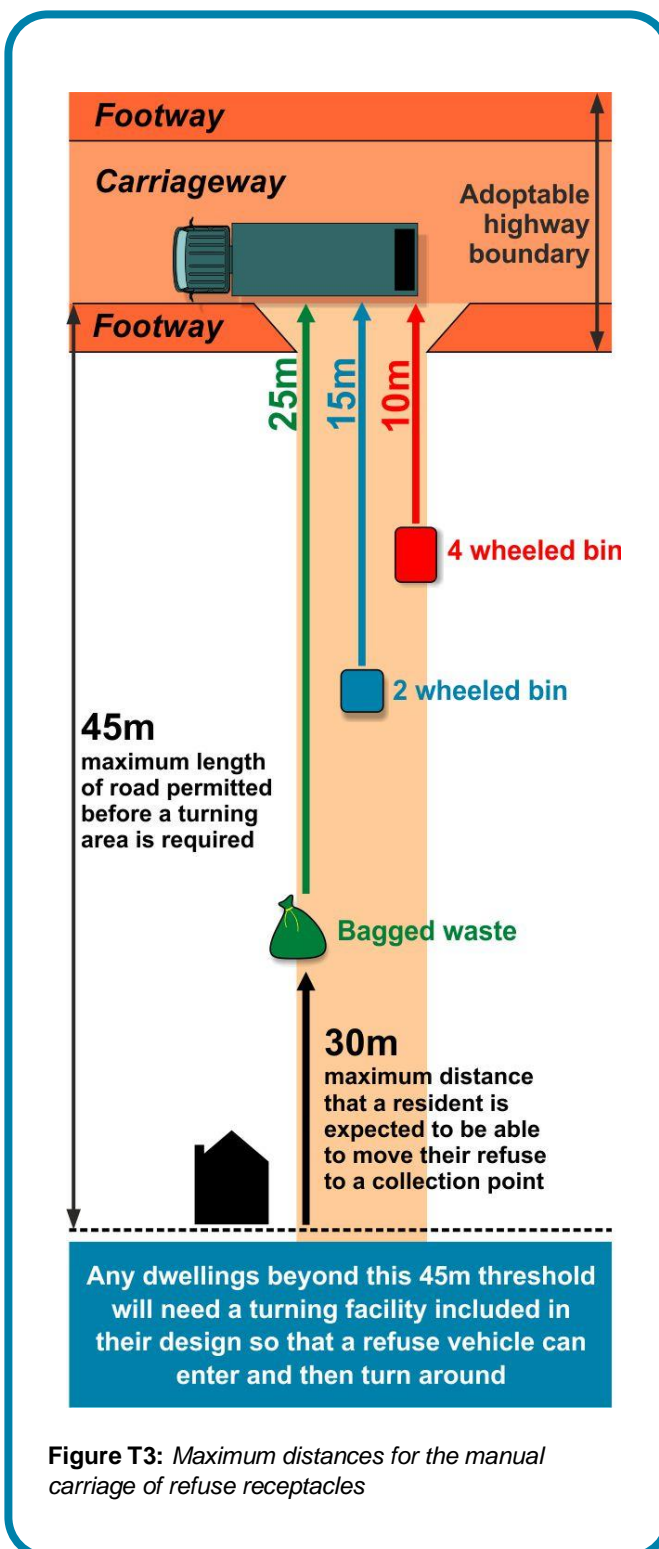 Footway
Carriageway
Adoptable
highway
boundary
Footway
25m
15m
10m
4 wheeled bin
2 wheeled bin
45m
maximum length
of road permitted
before a turning
area is required
Bagged waste
30m
maximum distance
that a resident is
expected to be able
to move their refuse
to a collection point
Any dwellings beyond this 45m threshold
will need a turning facility included in
their design so that a refuse vehicle can
enter and then turn around
Figure T3: Maximum distances for the manual
carriage of refuse receptacles